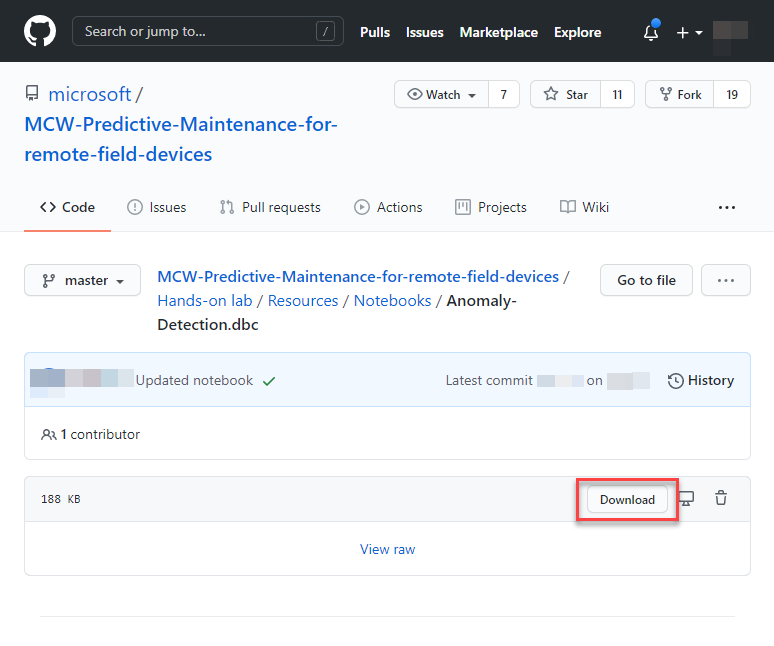 Search or jump to... / Pulls Issues Marketplace Explore
microsoft / Watch 7 Star 11 Fork 19
MCW-Predictive-Maintenance-for-
remote-field-devices
Code Issues Pull requests Actions Projects Wiki ...
master MCW-Predictive-Maintenance-for-remote-field-devices / Go to file ...
Hands-on lab / Resources / Notebooks / Anomaly-
Detection.dbc
Updated notebook Latest commit on History
1 contributor
188 KB Download
View raw